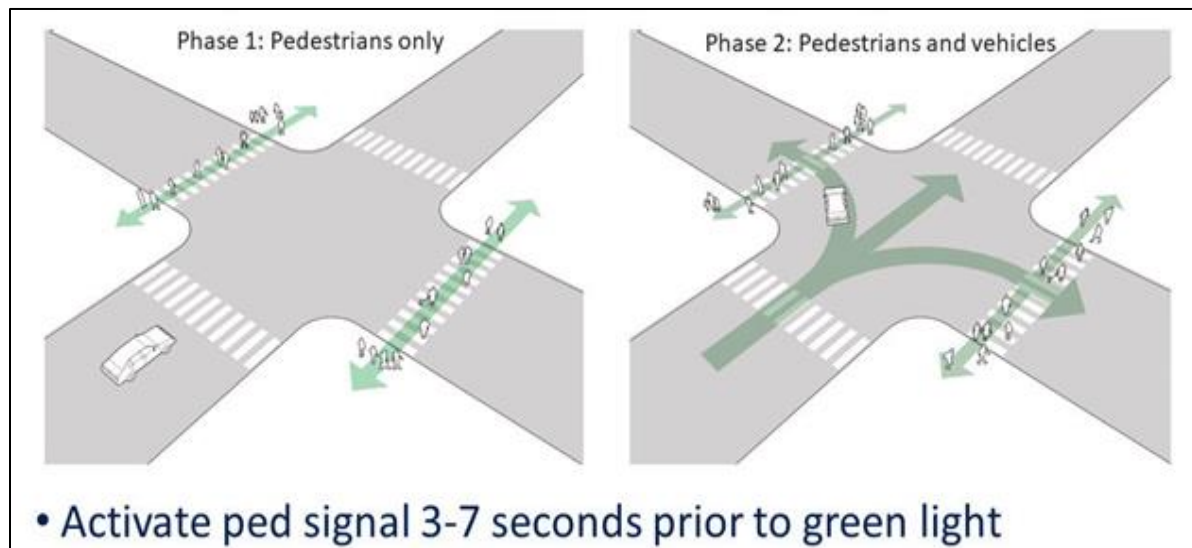 Phase 1: Pedestrians only
Phase 2: Pedestrians and vehicles
• Activate ped signal 3-7 seconds prior to green light